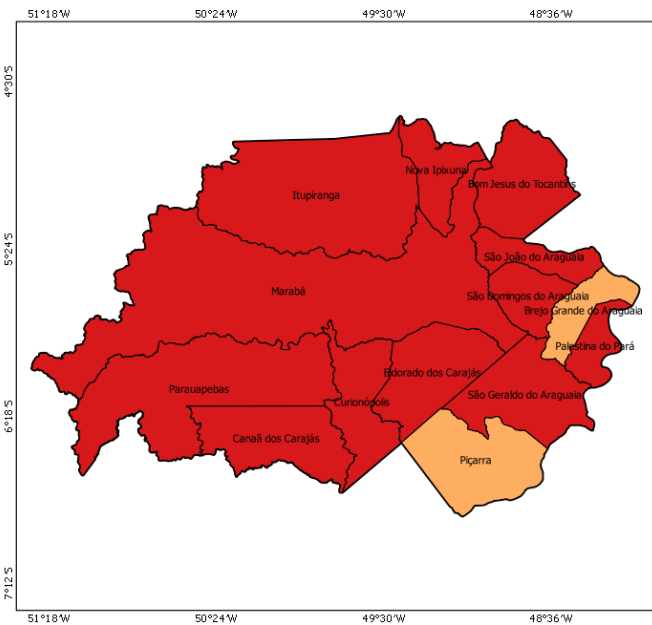 51°18'W 50°24'W 49°30'W 48°36'W
4°30'S
Nova Ipixuna
Bom Jesus do Tocantins
Itupiranga
5°24'S
São João do Araguaia
Marabá
São Domingos do Araguaia
Brejo Grande do Araguaia
Palestina do Pará
Eldorado dos Carajás
Parauapebas
São Geraldo do Araguaia
Curionópolis
6°18'S
Canaã dos Carajás
Piçarra
7°12'S
51°18'W 50°24'W 49°30'W 48°36'W